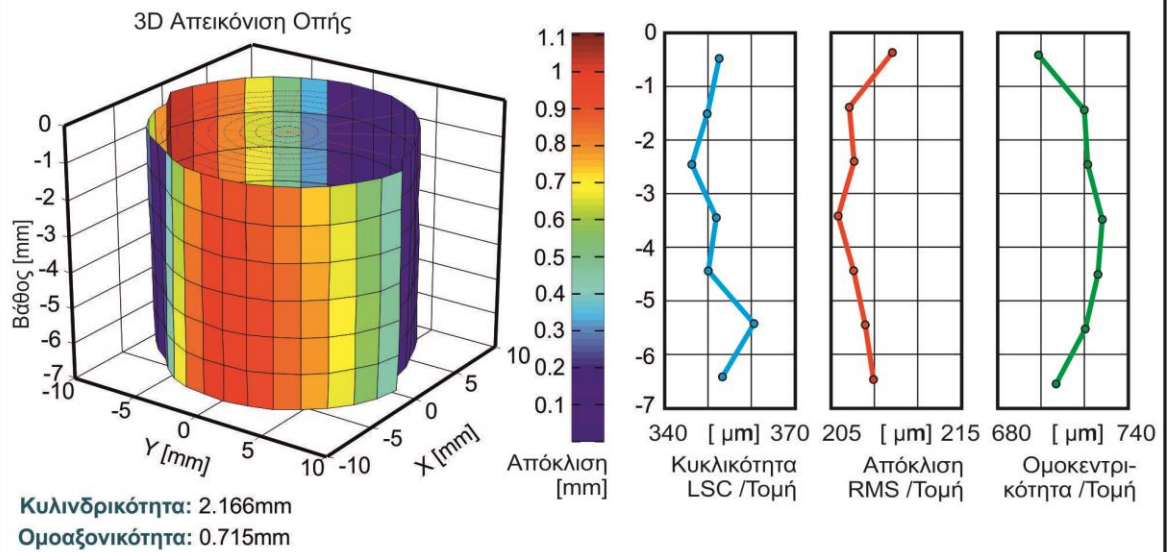 3D Απεικόνιση Οπής
0
-1
-2
-3
-4
-5
-6
-7
Βάθος [mm]
-10
-5
0
5
10
Y [mm]
-10
-5
0
5
10
X [mm]
1.1
1
0.9
0.8
0.7
0.6
0.5
0.4
0.3
0.2
0.1
Απόκλιση
[mm]
0
-1
-2
-3
-4
-5
-6
-7
340 [ μm] 370
Κυκλικότητα
LSC /Τομή
205 [ μm] 215
Απόκλιση
RMS /Τομή
680 [ μm] 740
Ομοκεντρι-
κότητα /Τομή
Κυλινδρικότητα: 2.166mm
Ομοαξονικότητα: 0.715mm